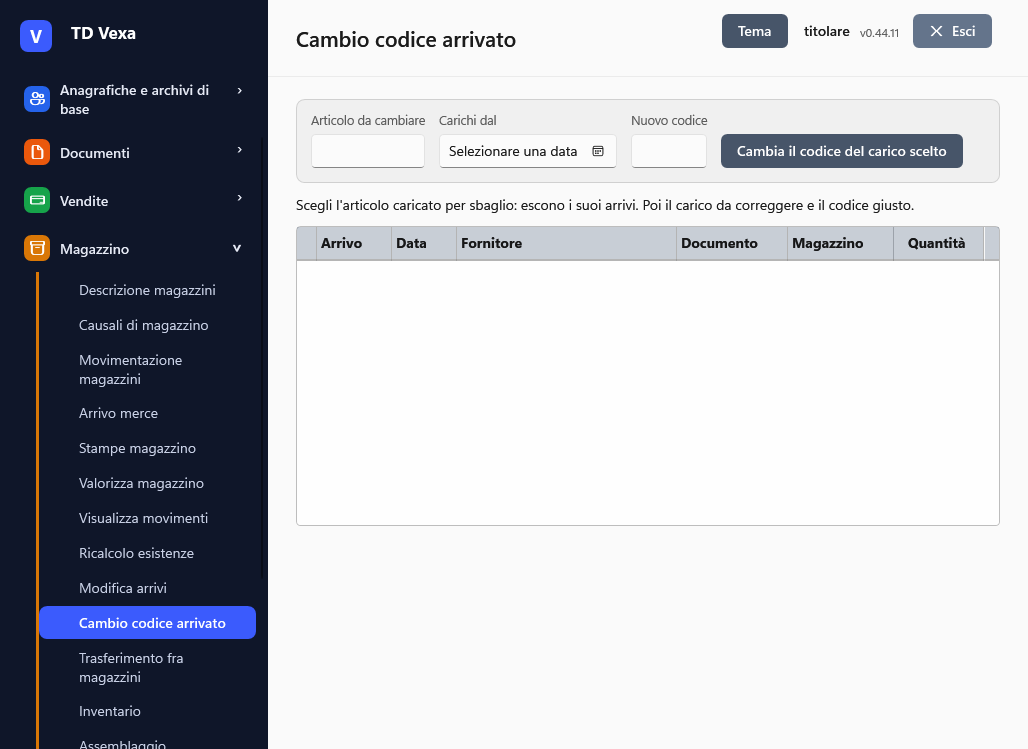 V TD Vexa
Anagrafiche e archivi di
base
Documenti
Vendite
Magazzino
Descrizione magazzini
Causali di magazzino
Movimentazione
magazzini
Arrivo merce
Stampe magazzino
Valorizza magazzino
Visualizza movimenti
Ricalcolo esistenze
Modifica arrivi
Cambio codice arrivato
Trasferimento fra
magazzini
Inventario
Assemblaggio
Cambio codice arrivato
Tema titolare v0.44.11 Esci
Articolo da cambiare Carichi dal Nuovo codice
Selezionare una data Cambia il codice del carico scelto
Scegli l'articolo caricato per sbaglio: escono i suoi arrivi. Poi il carico da correggere e il codice giusto.
Arrivo Data Fornitore Documento Magazzino Quantità